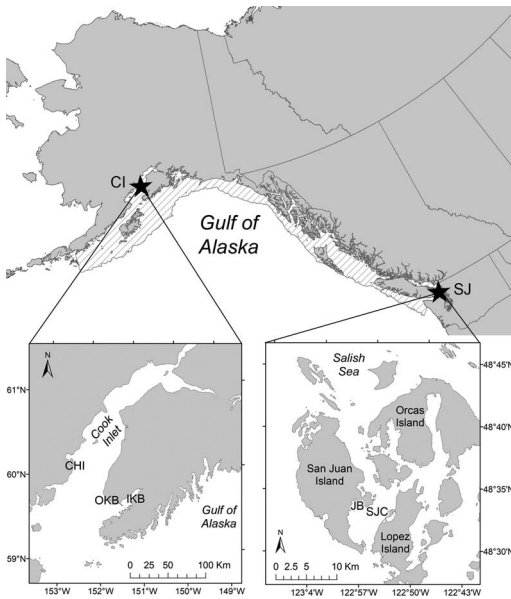 CI
Gulf of
Alaska
SJ
N
61°N
60°N
59°N
Cook
Inlet
CHI
OKB
IKB
Gulf of
Alaska
0 25 50 100 Km
153°W 152°W 151°W 150°W 149°W
Salish
Sea
Orcas
Island
San Juan
Island
JB
SJC
Lopez
Island
N
0 5 10 Km
48°45'N
48°40'N
48°35'N
48°30'N
123°4'W 122°57'W 122°50'W 122°43'W